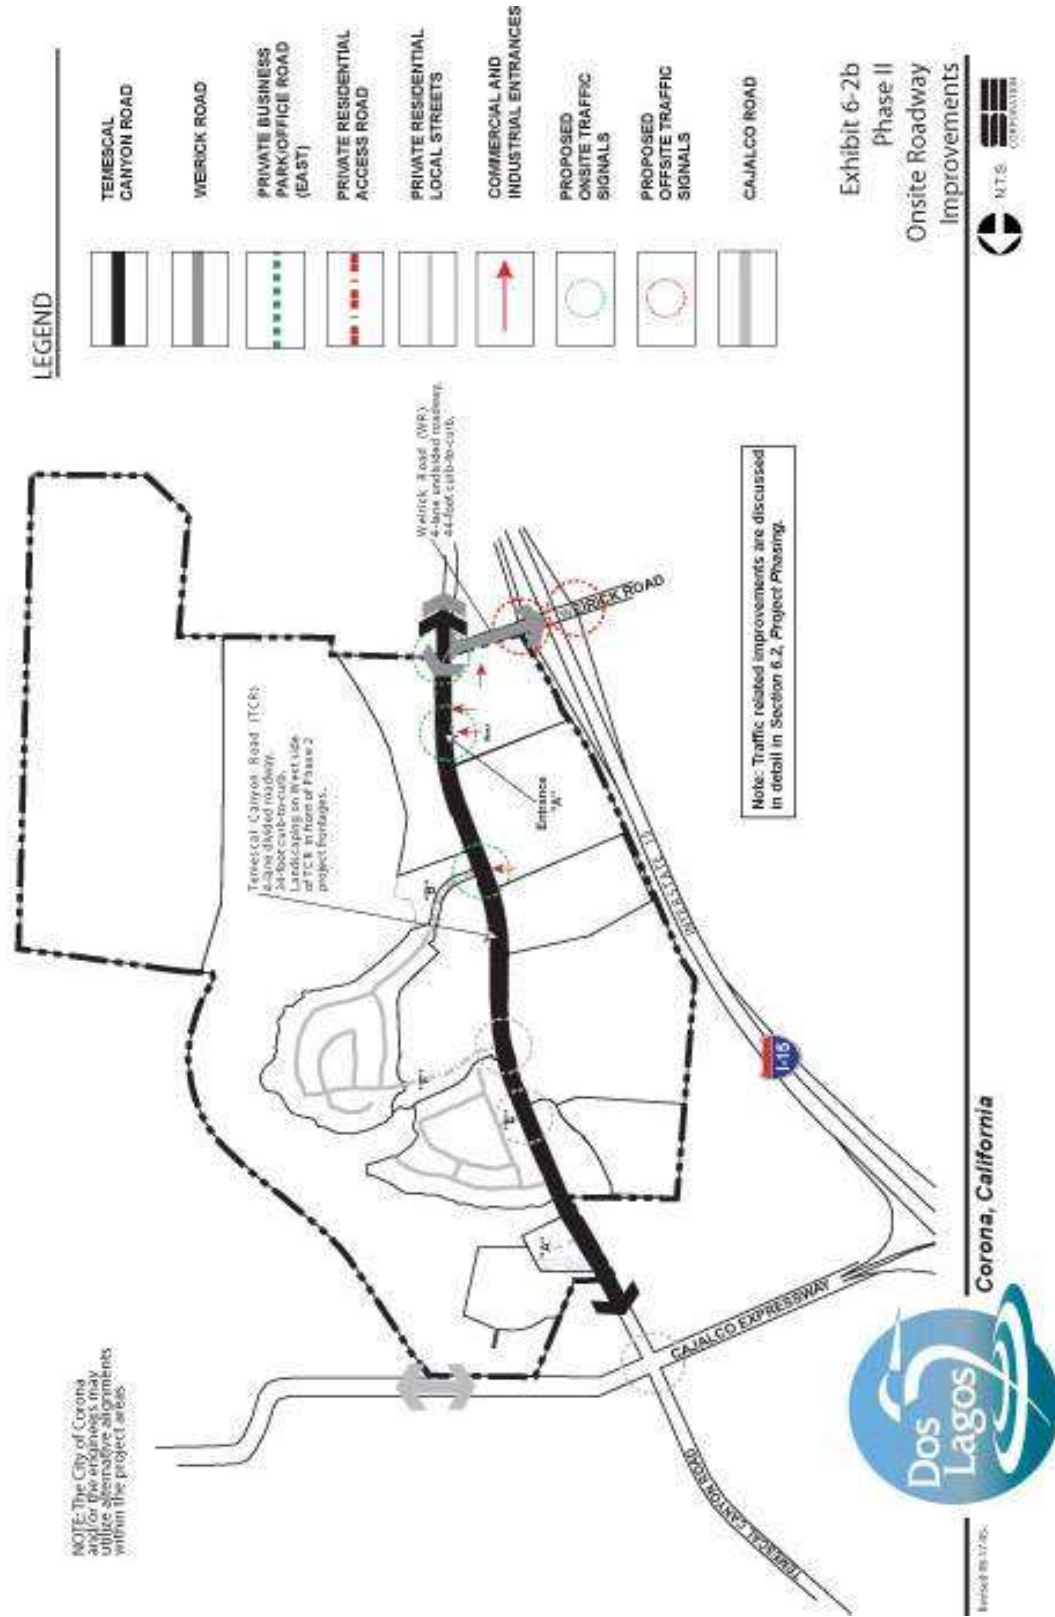 LEGEND
TEMESCAL
CANYON ROAD
WEIRICK ROAD
PRIVATE BUSINESS
PARK/OFFICE ROAD
(EAST)
PRIVATE RESIDENTIAL
ACCESS ROAD
PRIVATE RESIDENTIAL
LOCAL STREETS
COMMERCIAL AND
INDUSTRIAL ENTRANCES
PROPOSED
ONSITE TRAFFIC
SIGNALS
PROPOSED
OFFSITE TRAFFIC
SIGNALS
CAJALCO ROAD
NOTE: The City of Corona
and/or the engineers may
utilize alternative alignments
within the project areas
Temescal Canyon Road (TCR)
4-lane divided roadway,
curb-to-curb.
Landscaping on West side
of TCR in front of Phase 2
project frontages.
Weirick Road (WR)
4-lane undivided roadway,
44-foot curb-to-curb.
"B"
Entrance
"A"
"E"
"A"
WEIRICK ROAD
INTERSTATE 15
I-15
CAJALCO EXPRESSWAY
TEMESCAL CANYON ROAD
Note: Traffic related improvements are discussed
in detail in Section 6.2, Project Phasing.
Exhibit 6-2b
Phase II
Onsite Roadway
Improvements
Dos
Lagos
Corona, California
N.T.S.
CORPORATION